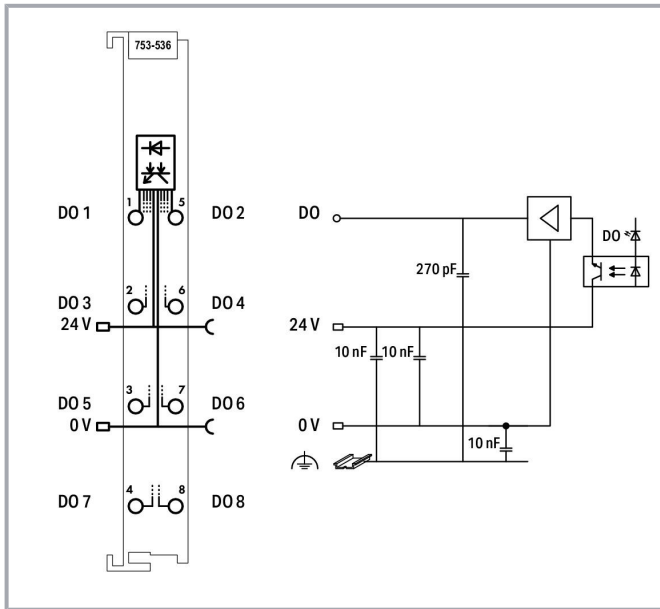 753-536
DO 1 1 5 DO 2
DO 3 2 6 DO 4
24 V
DO 5 3 7 DO 6
0 V
DO 7 4 8 DO 8
DO
DO
270 pF
24 V
10 nF 10 nF
0 V
10 nF